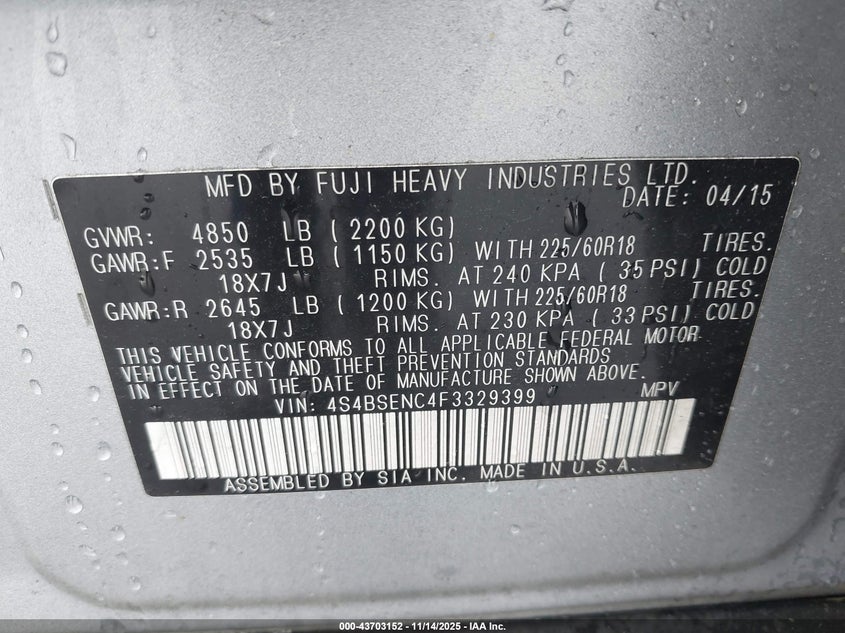 MFD BY FUJI HEAVY INDUSTRIES LTD.
DATE: 04/15
GVWR: 4850 LB ( 2200 KG)
GAWR:F 2535 LB ( 1150 KG) WITH 225/60R18 TIRES.
18X7J RIMS. AT 240 KPA ( 35 PSI) COLD
GAWR:R 2645 LB ( 1200 KG) WITH 225/60R18 TIRES.
18X7J RIMS. AT 230 KPA ( 33 PSI) COLD
THIS VEHICLE CONFORMS TO ALL APPLICABLE FEDERAL MOTOR
VEHICLE SAFETY AND THEFT PREVENTION STANDARDS
IN EFFECT ON THE DATE OF MANUFACTURE SHOWN ABOVE.
VIN: 4S4BSENC4F3329399 MPV
ASSEMBLED BY SIA INC. MADE IN U.S.A.
000-43703152 | 11/14/2025 - IAA Inc.